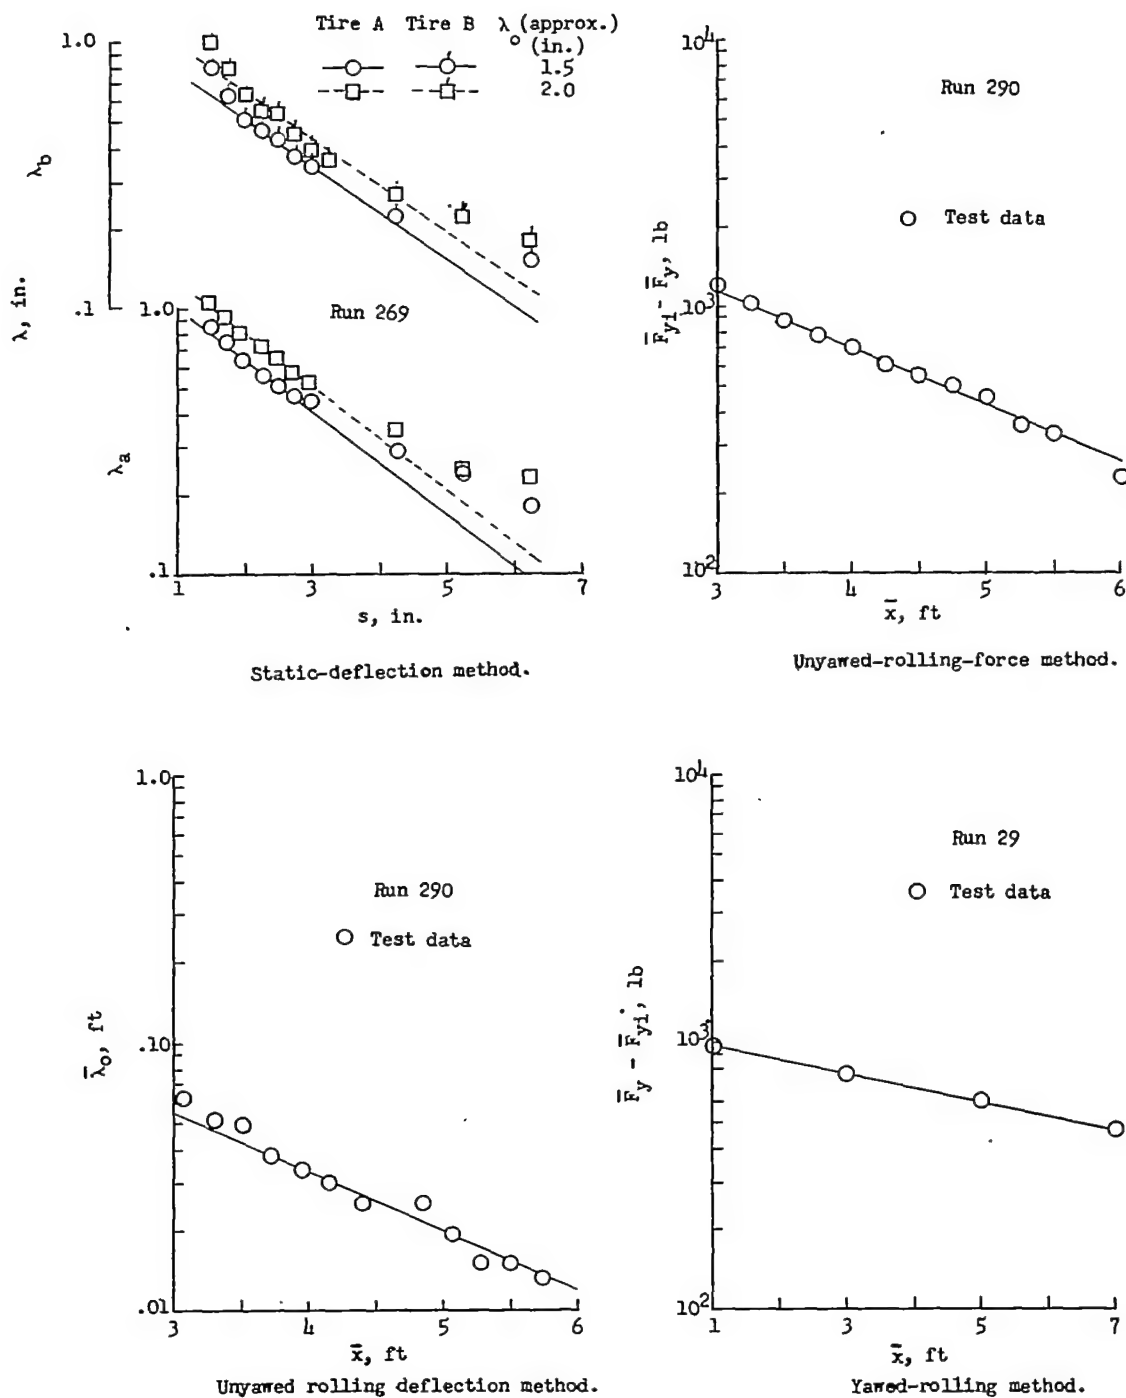 Tire A Tire B λ₀ (approx.)
(in.)
1.5
2.0
1.0
λb
.1
λ, in.
1.0
Run 269
λa
.1
1 3 5 7
s, in.
Static-deflection method.
10⁴
Run 290
Test data
F̅yi - F̅y, lb
10³
10²
3 4 5 6
x̅, ft
Unyawed-rolling-force method.
1.0
Run 290
Test data
λ̅₀, ft
.10
.01
3 4 5 6
x̅, ft
Unyawed rolling deflection method.
10⁴
Run 29
Test data
F̅y - F̅yi, lb
10³
10²
1 3 5 7
x̅, ft
Yawed-rolling method.